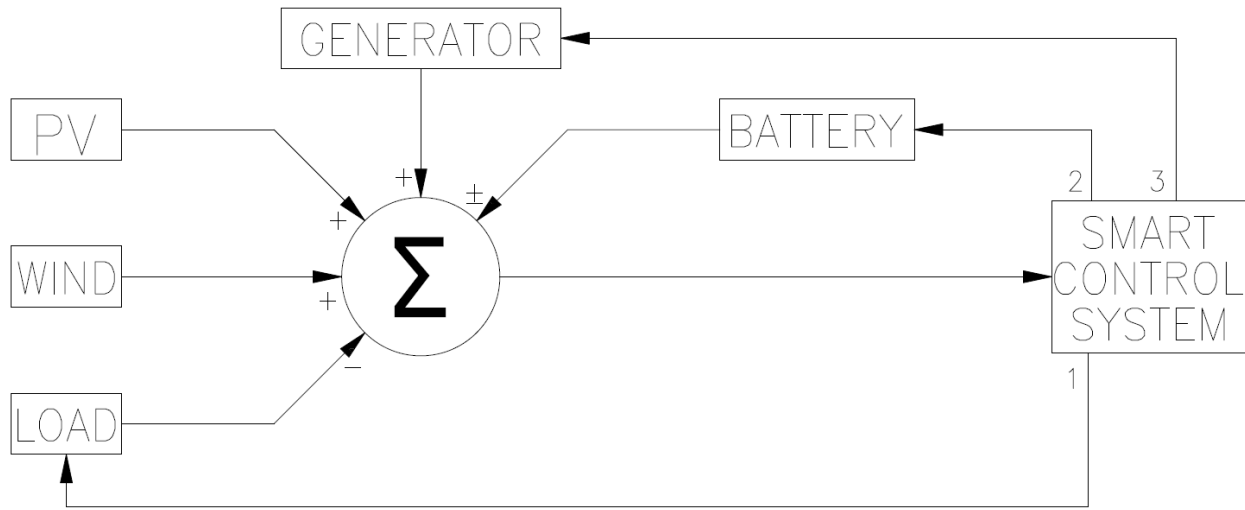 GENERATOR
PV
BATTERY
+
±
2
3
+
SMART
CONTROL
SYSTEM
WIND
Σ
+
−
1
LOAD